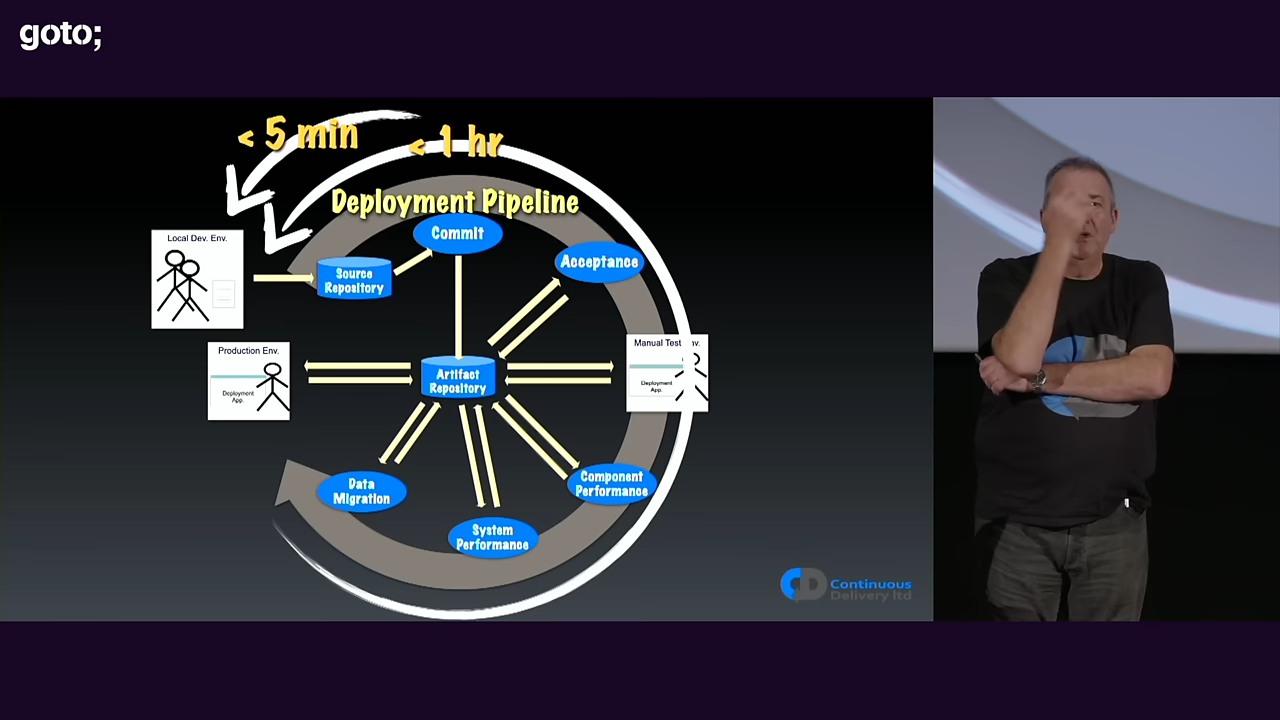 goto;
< 5 min
< 1 hr
Deployment Pipeline
Local Dev. Env.
Source
Repository
Commit
Acceptance
Production Env.
Deployment
App.
Artifact
Repository
Manual Test
nv.
Deployment
App.
Data
Migration
System
Performance
Component
Performance
Continuous
Delivery ltd